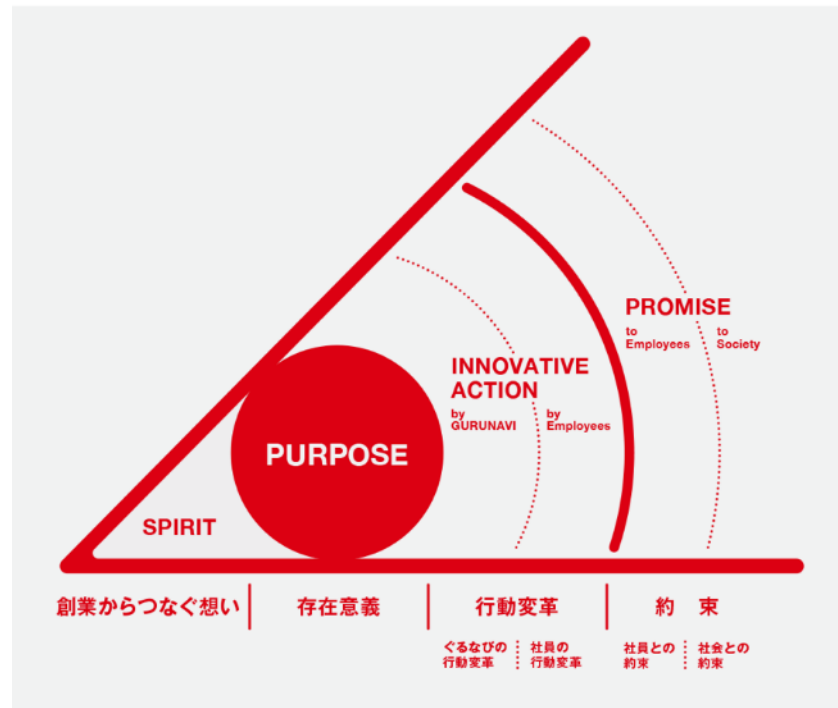 PROMISE
to
Employees
to
Society
INNOVATIVE
ACTION
by
GURUNAVI
by
Employees
PURPOSE
SPIRIT
創業からつなぐ想い
存在意義
行動変革
約 束
ぐるなびの
行動変革
社員の
行動変革
社員との
約束
社会との
約束